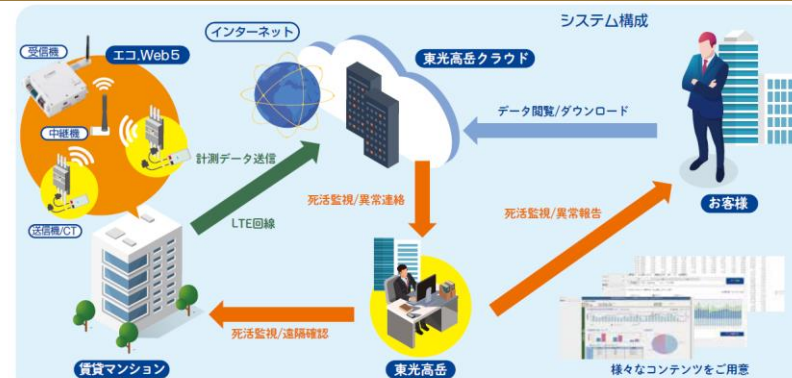 システム構成
受信機
エコ.Web5
インターネット
東光高岳クラウド
中継機
データ閲覧/ダウンロード
計測データ送信
死活監視/異常連絡
お客様
死活監視/異常報告
LTE回線
送信機/CT
死活監視/遠隔確認
賃貸マンション
東光高岳
様々なコンテンツをご用意